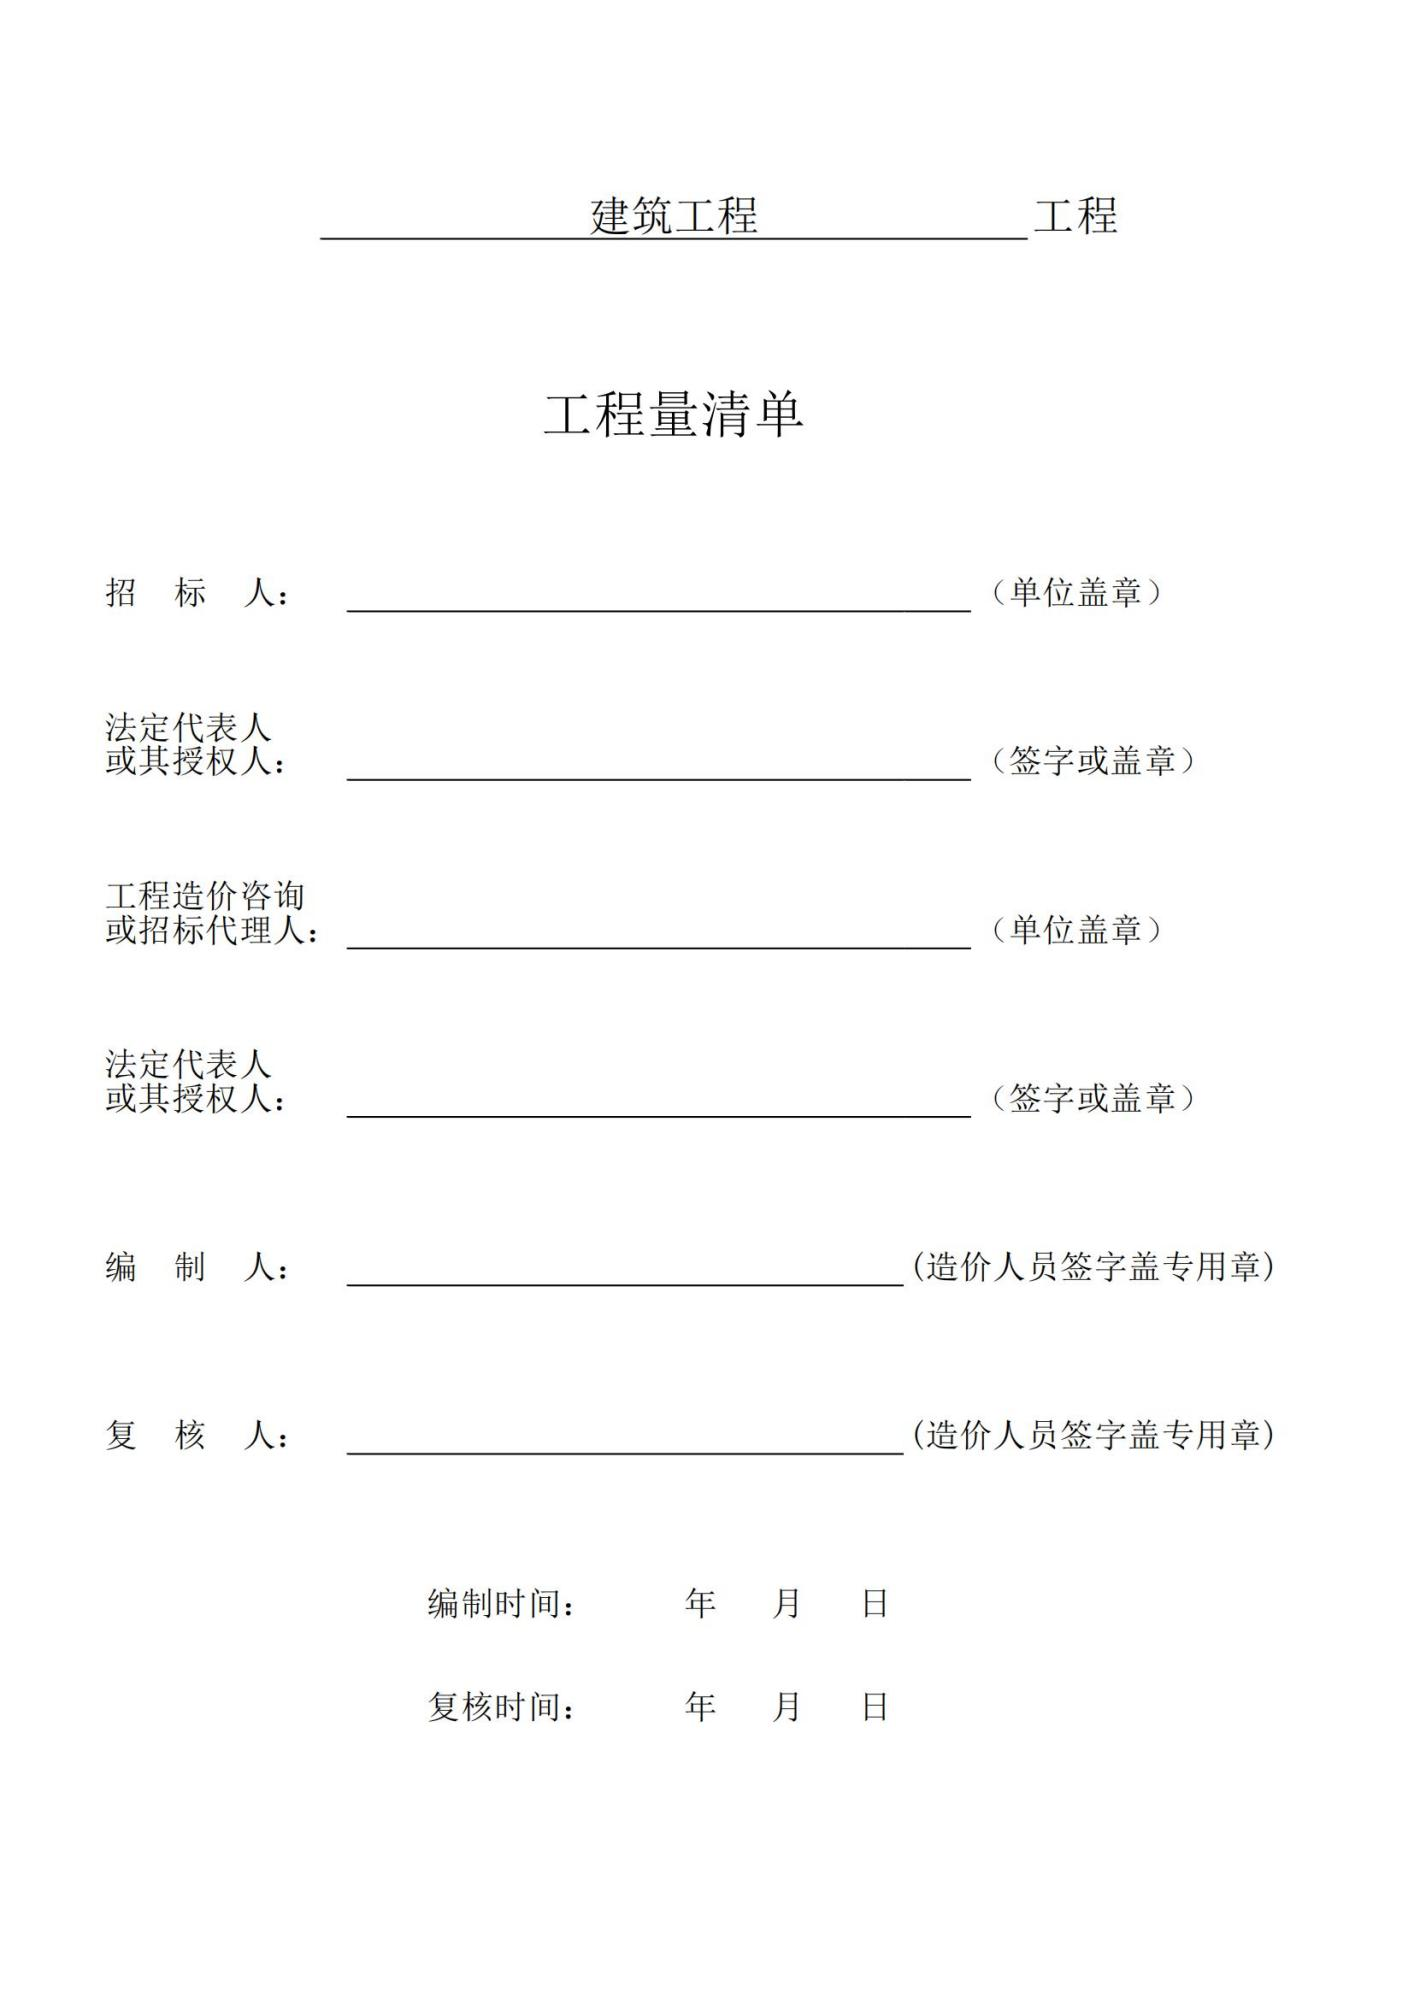 建筑工程 工程
工程量清单
招 标 人： （单位盖章）
法定代表人
或其授权人： （签字或盖章）
工程造价咨询
或招标代理人： （单位盖章）
法定代表人
或其授权人： （签字或盖章）
编 制 人： (造价人员签字盖专用章)
复 核 人： (造价人员签字盖专用章)
编制时间： 年 月 日
复核时间： 年 月 日